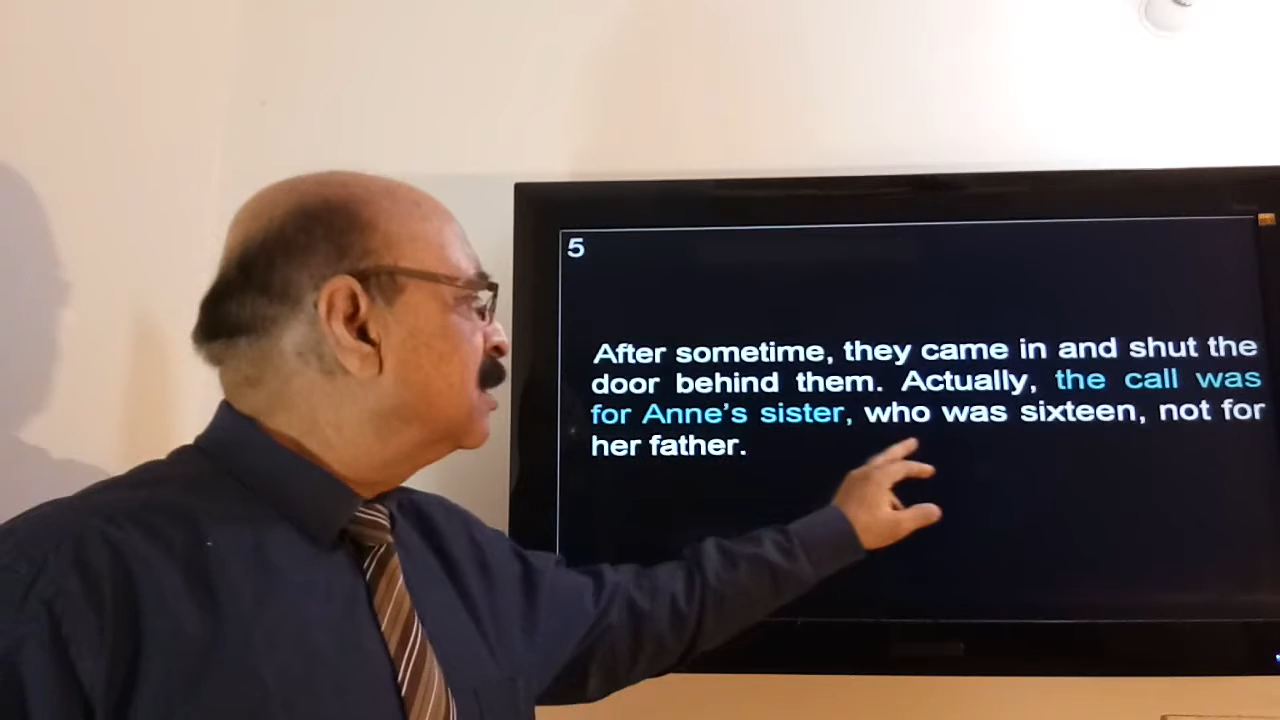 5
After sometime, they came in and shut the
door behind them. Actually, the call was
for Anne's sister, who was sixteen, not for
her father.